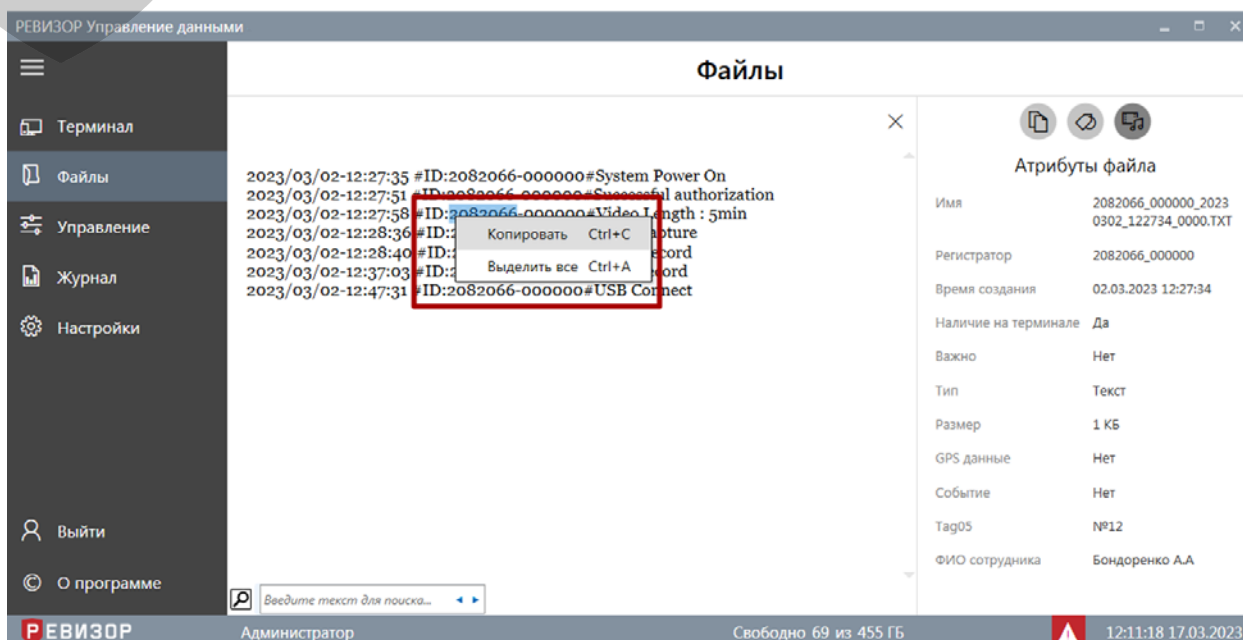 РЕВИЗОР Управление данными
Файлы
Терминал
Файлы
Управление
Журнал
Настройки
Выйти
О программе
2023/03/02-12:27:35 #ID:2082066-000000#System Power On
2023/03/02-12:27:51 #ID:2082066-000000#Successful authorization
2023/03/02-12:27:58 #ID:2082066-000000#Video Length : 5min
2023/03/02-12:28:36 #ID:2
2023/03/02-12:28:40 #ID:2
2023/03/02-12:37:03 #ID:2
2023/03/02-12:47:31 #ID:2082066-000000#USB Connect
Копировать Ctrl+C
Выделить все Ctrl+A
Введите текст для поиска...
Атрибуты файла
Имя 2082066_000000_2023
0302_122734_0000.TXT
Регистратор 2082066_000000
Время создания 02.03.2023 12:27:34
Наличие на терминале Да
Важно Нет
Тип Текст
Размер 1 КБ
GPS данные Нет
Событие Нет
Tag05 №12
ФИО сотрудника Бондоренко А.А
РЕВИЗОР Администратор Свободно 69 из 455 ГБ 12:11:18 17.03.2023